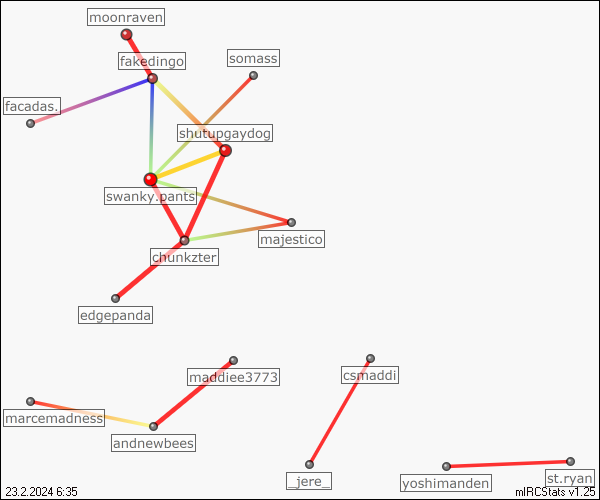 moonraven
fakedingo
somass
facadas.
shutupgaydog
swanky.pants
majestico
chunkzter
edgepanda
maddiee3773
csmaddi
marcemadness
andnewbees
_jere_
yoshimanden
st.ryan
23.2.2024 6:35
mIRCStats v1.25